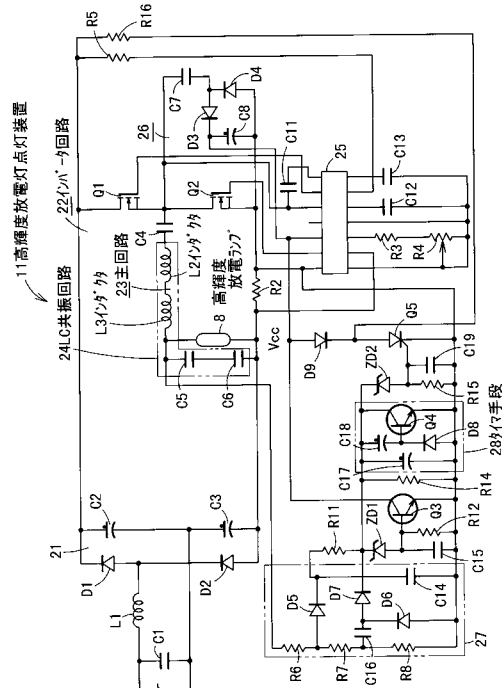 11高輝度放電灯点灯装置
22インバータ回路
R5
R16
24LC共振回路
L3インダクタ
23主回路
L2インダクタ
高輝度
放電ランプ
8
Q1
26
C7
D4
D3
C8
Q2
C11
25
C13
C12
C4
C5
C6
R2
R3
R4
21
D1
C2
D2
C3
L1
C1
Vcc
D9
Q5
ZD2
C19
R15
C18
Q4
D8
C17
28タイマ手段
R14
R11
ZD1
Q3
R12
C15
D5
C14
D7
D6
R6
R7
C16
R8
27